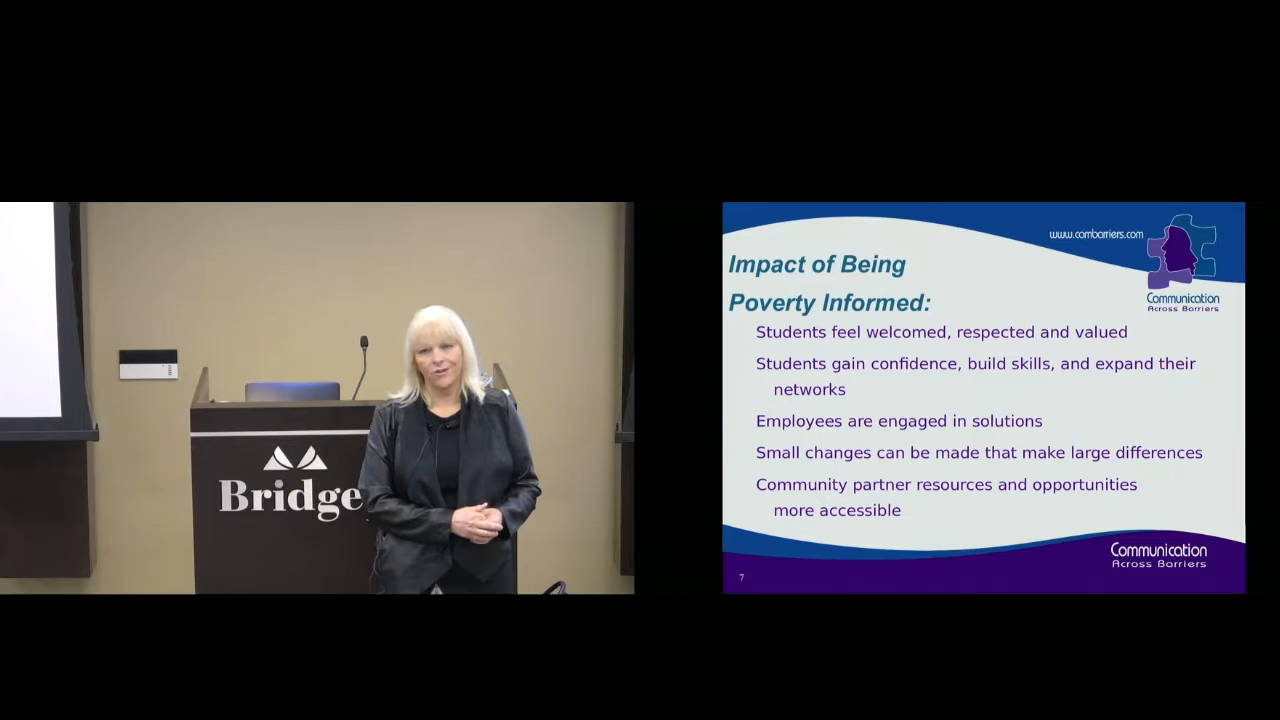 Bridge
www.combarriers.com
Communication
Across Barriers
Impact of Being
Poverty Informed:
Students feel welcomed, respected and valued
Students gain confidence, build skills, and expand their
networks
Employees are engaged in solutions
Small changes can be made that make large differences
Community partner resources and opportunities
more accessible
Communication
Across Barriers
7